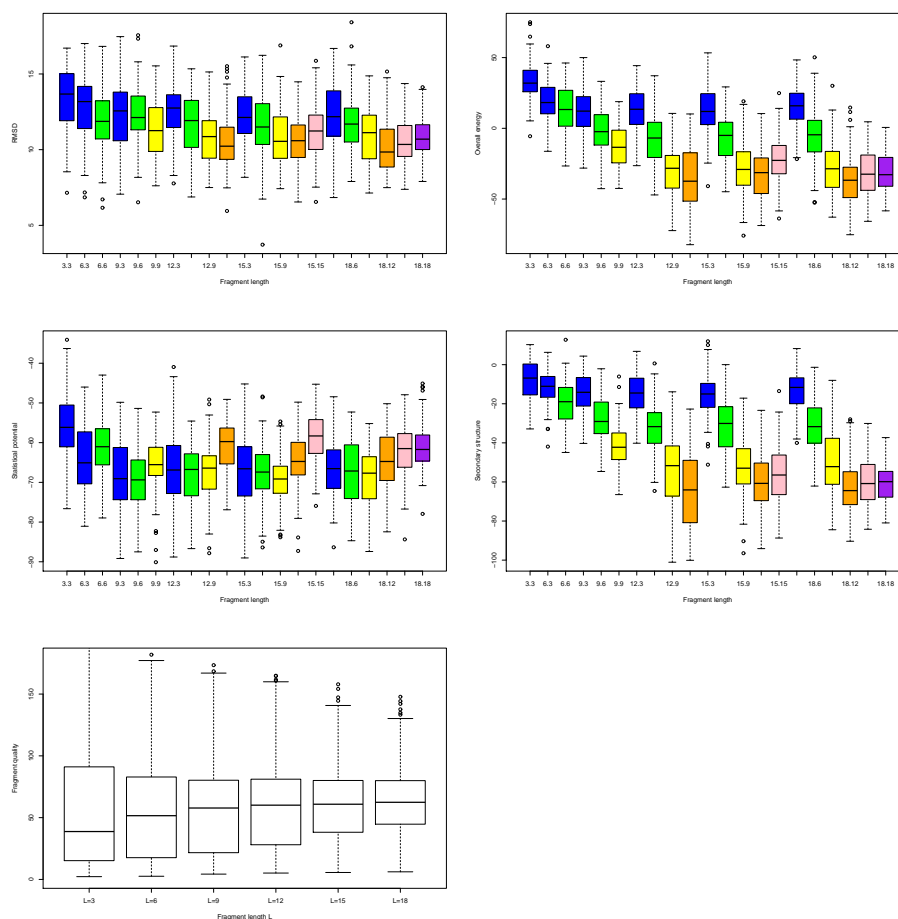 RMSD
15
10
5
3.3 6.3 6.6 9.3 9.6 9.9 12.3 12.9 15.3 15.9 15.15 18.6 18.12 18.18
Fragment length
Overall energy
50
0
−50
3.3 6.3 6.6 9.3 9.6 9.9 12.3 12.9 15.3 15.9 15.15 18.6 18.12 18.18
Fragment length
Statistical potential
−40
−50
−60
−70
−80
−90
3.3 6.3 6.6 9.3 9.6 9.9 12.3 12.9 15.3 15.9 15.15 18.6 18.12 18.18
Fragment length
Secondary structure
0
−20
−40
−60
−80
−100
3.3 6.3 6.6 9.3 9.6 9.9 12.3 12.9 15.3 15.9 15.15 18.6 18.12 18.18
Fragment length
Fragment quality
150
100
50
0
L=3 L=6 L=9 L=12 L=15 L=18
Fragment length L